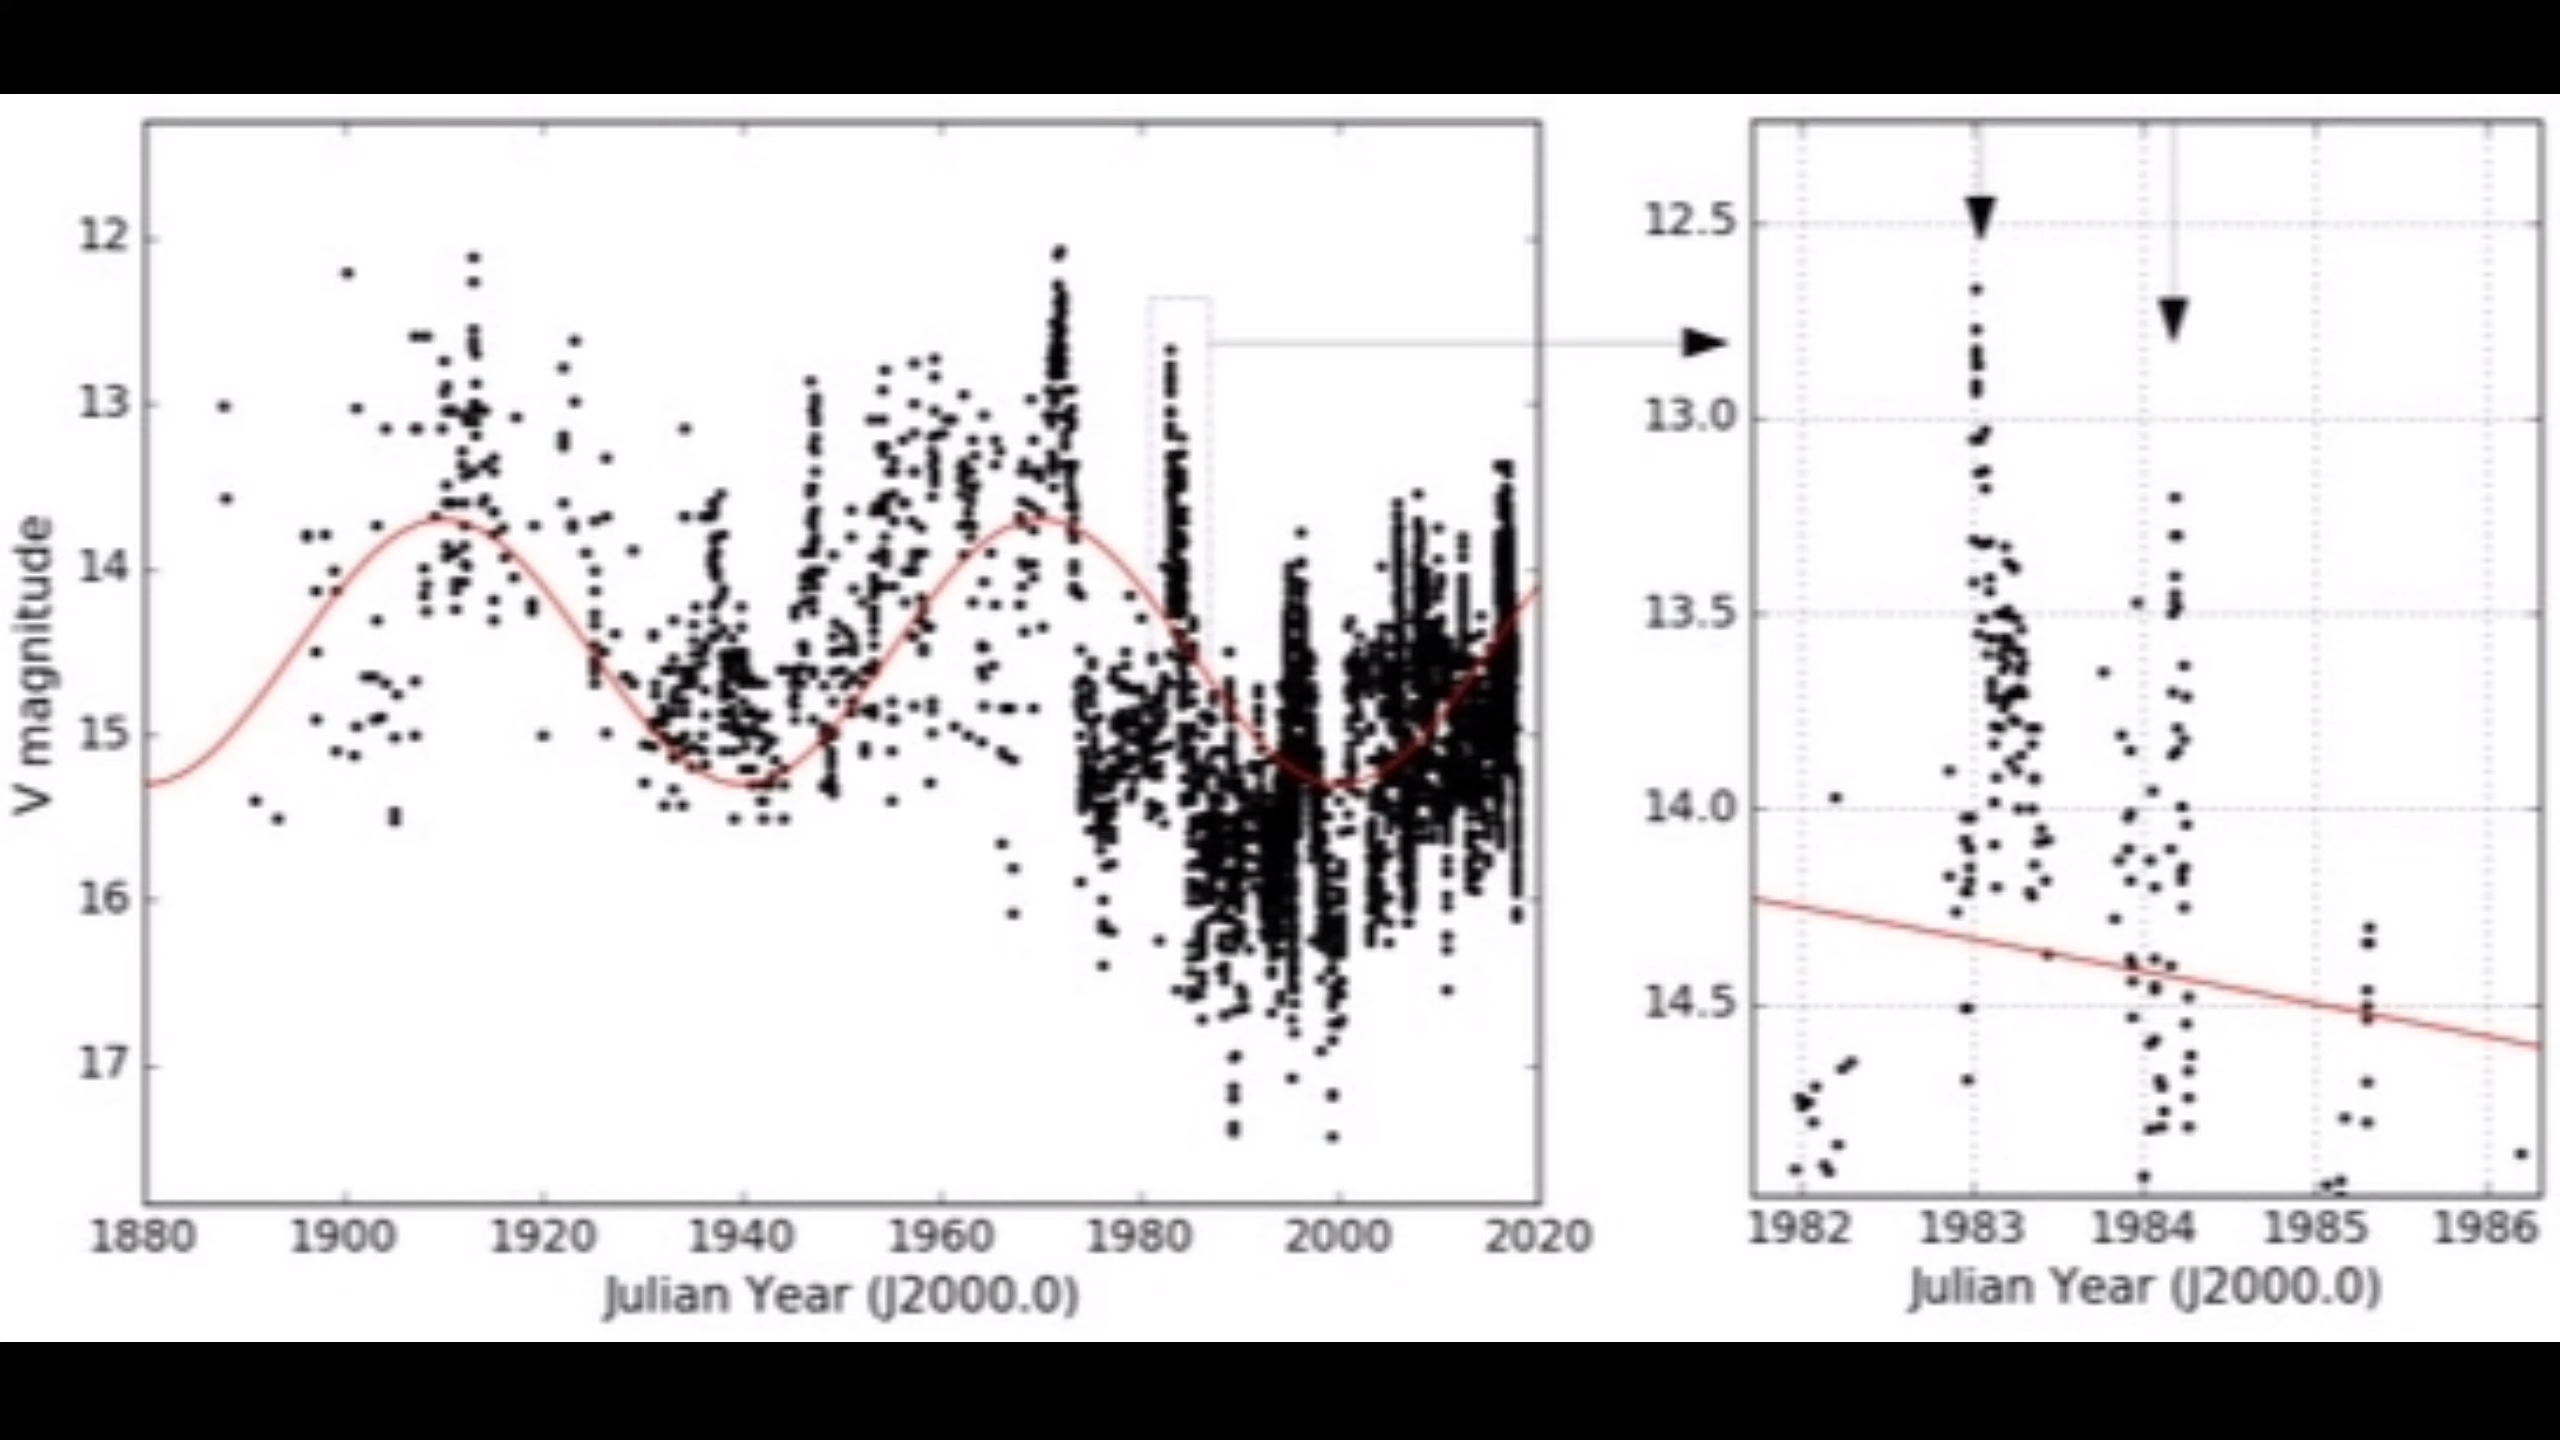 12
13
14
15
16
17
V magnitude
1880 1900 1920 1940 1960 1980 2000 2020
Julian Year (J2000.0)
12.5
13.0
13.5
14.0
14.5
1982 1983 1984 1985 1986
Julian Year (J2000.0)